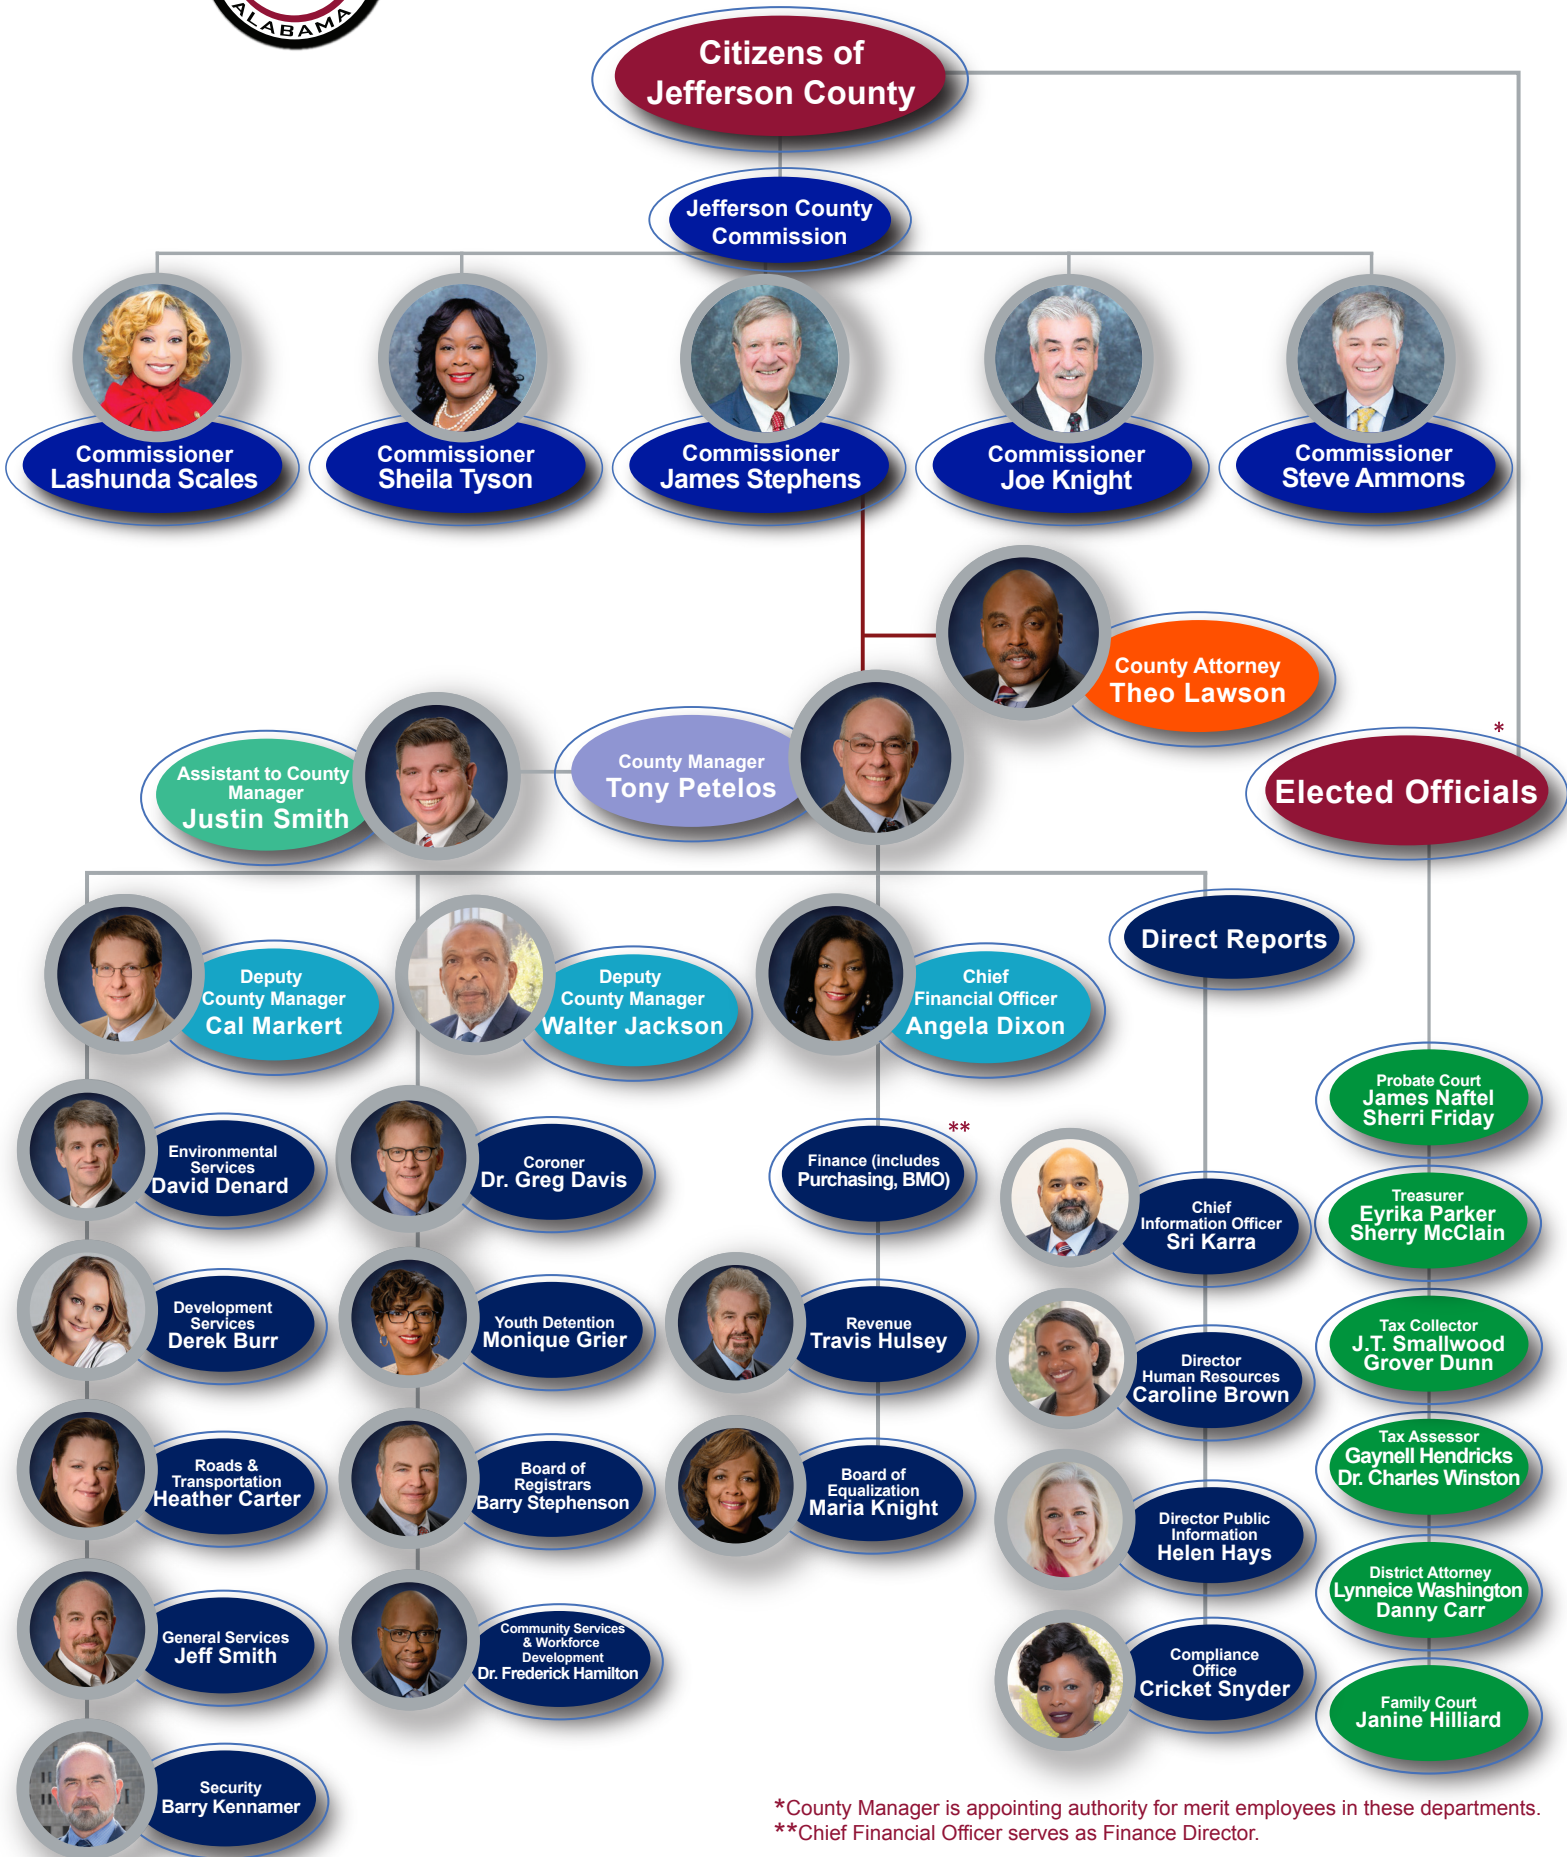 ALABAMA
Citizens of
Jefferson County
Jefferson County
Commission
Commissioner
Lashunda Scales
Commissioner
Sheila Tyson
Commissioner
James Stephens
Commissioner
Joe Knight
Commissioner
Steve Ammons
County Attorney
Theo Lawson
Assistant to County
Manager
Justin Smith
County Manager
Tony Petelos
*
Elected Officials
Deputy
County Manager
Cal Markert
Deputy
County Manager
Walter Jackson
Chief
Financial Officer
Angela Dixon
Direct Reports
Environmental
Services
David Denard
Development
Services
Derek Burr
Roads &
Transportation
Heather Carter
General Services
Jeff Smith
Security
Barry Kennamer
Coroner
Dr. Greg Davis
Youth Detention
Monique Grier
Board of
Registrars
Barry Stephenson
Community Services
& Workforce
Development
Dr. Frederick Hamilton
**
Finance (includes
Purchasing, BMO)
Revenue
Travis Hulsey
Board of
Equalization
Maria Knight
Chief
Information Officer
Sri Karra
Director
Human Resources
Caroline Brown
Director Public
Information
Helen Hays
Compliance
Office
Cricket Snyder
Probate Court
James Naftel
Sherri Friday
Treasurer
Eyrika Parker
Sherry McClain
Tax Collector
J.T. Smallwood
Grover Dunn
Tax Assessor
Gaynell Hendricks
Dr. Charles Winston
District Attorney
Lynneice Washington
Danny Carr
Family Court
Janine Hilliard
*County Manager is appointing authority for merit employees in these departments.
**Chief Financial Officer serves as Finance Director.